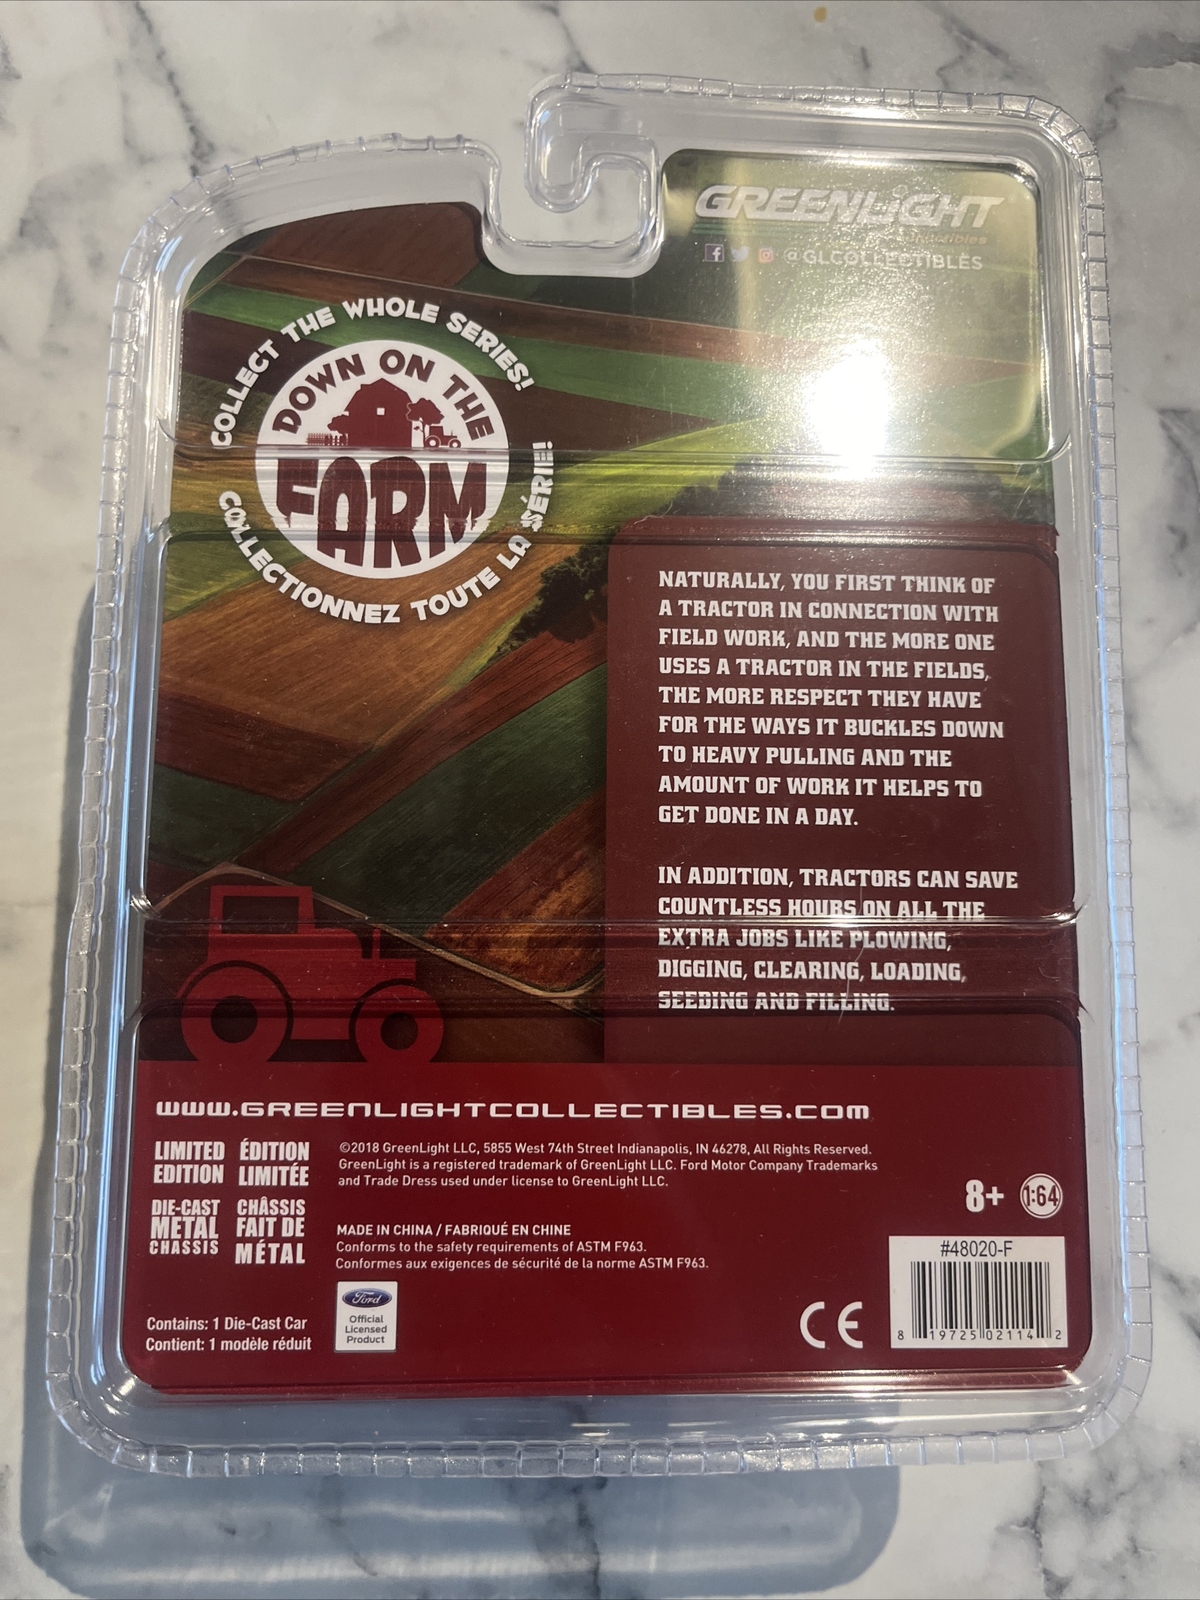 GREENLIGHT
collectibles
@GLCOLLECTIBLES
COLLECT THE WHOLE SERIES!
DOWN ON THE
FARM
COLLECTIONNEZ TOUTE LA SÉRIE!
NATURALLY, YOU FIRST THINK OF
A TRACTOR IN CONNECTION WITH
FIELD WORK, AND THE MORE ONE
USES A TRACTOR IN THE FIELDS,
THE MORE RESPECT THEY HAVE
FOR THE WAYS IT BUCKLES DOWN
TO HEAVY PULLING AND THE
AMOUNT OF WORK IT HELPS TO
GET DONE IN A DAY.
IN ADDITION, TRACTORS CAN SAVE
COUNTLESS HOURS ON ALL THE
EXTRA JOBS LIKE PLOWING,
DIGGING, CLEARING, LOADING,
SEEDING AND FILLING.
WWW.GREENLIGHTCOLLECTIBLES.COM
LIMITED
EDITION
ÉDITION
LIMITÉE
DIE-CAST
METAL
CHASSIS
CHÂSSIS
FAIT DE
MÉTAL
©2018 GreenLight LLC, 5855 West 74th Street Indianapolis, IN 46278, All Rights Reserved.
GreenLight is a registered trademark of GreenLight LLC. Ford Motor Company Trademarks
and Trade Dress used under license to GreenLight LLC.
MADE IN CHINA / FABRIQUÉ EN CHINE
Conforms to the safety requirements of ASTM F963.
Conformes aux exigences de sécurité de la norme ASTM F963.
8+
1:64
Contains: 1 Die-Cast Car
Contient: 1 modèle réduit
Ford
Official
Licensed
Product
CE
#48020-F
8 19725 02114 2